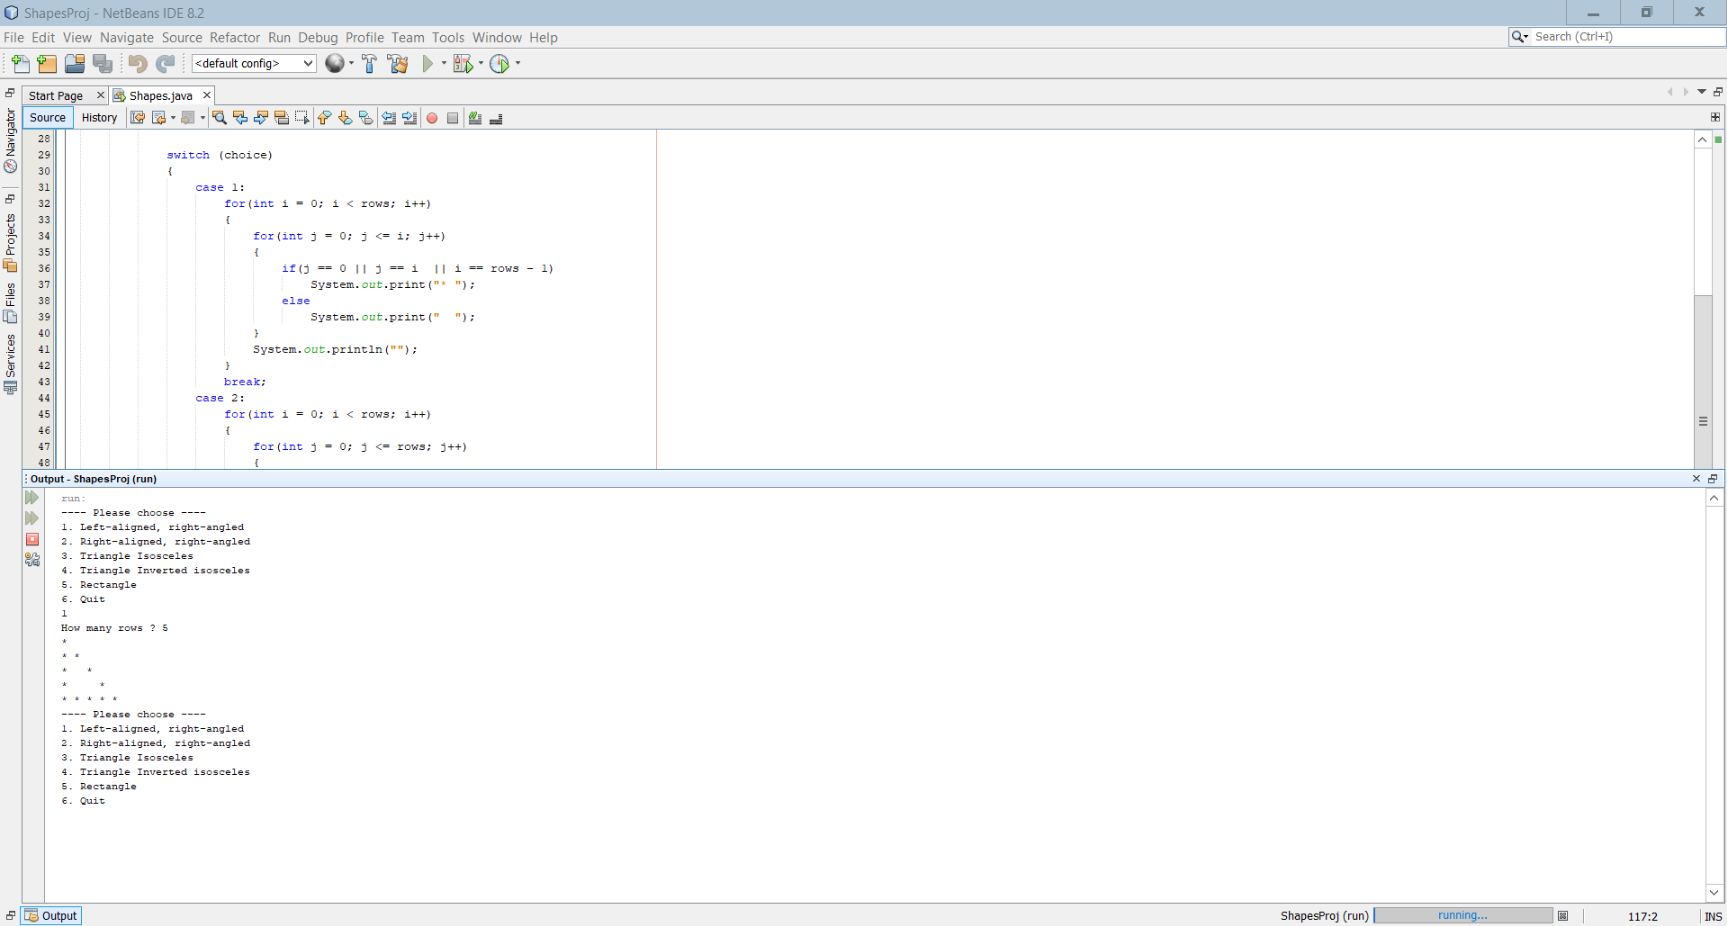 ShapesProj - NetBeans IDE 8.2
File Edit View Navigate Source Refactor Run Debug Profile Team Tools Window Help
Search (Ctrl+I)
<default config>
Start Page
Shapes.java
Source History
Navigator
Projects
Files
Services
28
29 switch (choice)
30 {
31 case 1:
32 for(int i = 0; i < rows; i++)
33 {
34 for(int j = 0; j <= i; j++)
35 {
36 if(j == 0 || j == i  || i == rows - 1)
37 System.out.print("* ");
38 else
39 System.out.print("  ");
40 }
41 System.out.println("");
42 }
43 break;
44 case 2:
45 for(int i = 0; i < rows; i++)
46 {
47 for(int j = 0; j <= rows; j++)
48 {
Output - ShapesProj (run)
run:
---- Please choose ----
1. Left-aligned, right-angled
2. Right-aligned, right-angled
3. Triangle Isosceles
4. Triangle Inverted isosceles
5. Rectangle
6. Quit
1
How many rows ? 5
*
* *
*   *
*     *
* * * * *
---- Please choose ----
1. Left-aligned, right-angled
2. Right-aligned, right-angled
3. Triangle Isosceles
4. Triangle Inverted isosceles
5. Rectangle
6. Quit
Output
ShapesProj (run) running... 117:2 INS